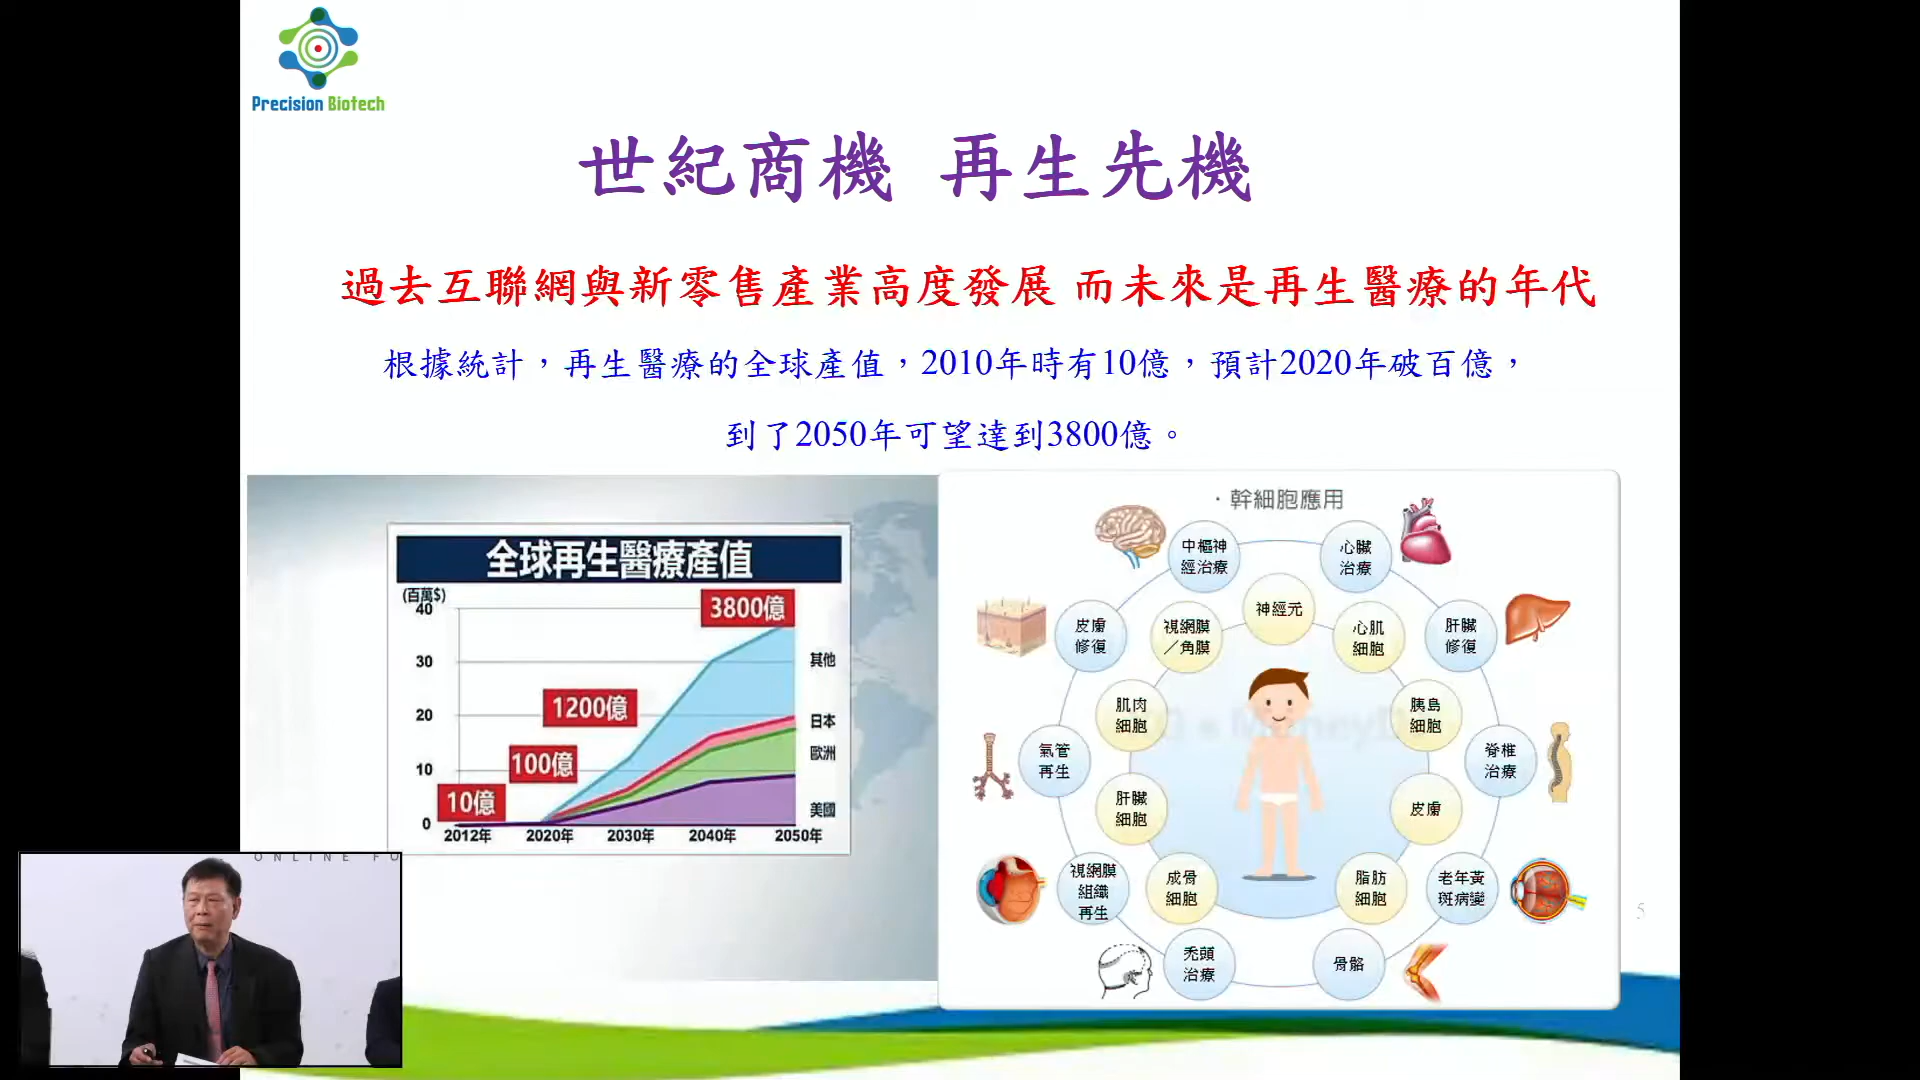 Precision Biotech
世紀商機 再生先機
過去互聯網與新零售產業高度發展 而未來是再生醫療的年代
根據統計，再生醫療的全球產值，2010年時有10億，預計2020年破百億，
到了2050年可望達到3800億。
全球再生醫療產值
(百萬$)
40
30
20
10
0
3800億
1200億
100億
10億
其他
日本
歐洲
美國
2012年 2020年 2030年 2040年 2050年
·幹細胞應用
中樞神
經治療
心臟
治療
皮膚
修復
視網膜
／角膜
神經元
心肌
細胞
肝臟
修復
肌肉
細胞
胰島
細胞
氣管
再生
脊椎
治療
肝臟
細胞
皮膚
視網膜
組織
再生
成骨
細胞
脂肪
細胞
老年黃
斑病變
禿頭
治療
骨骼
5
ONLINE FO